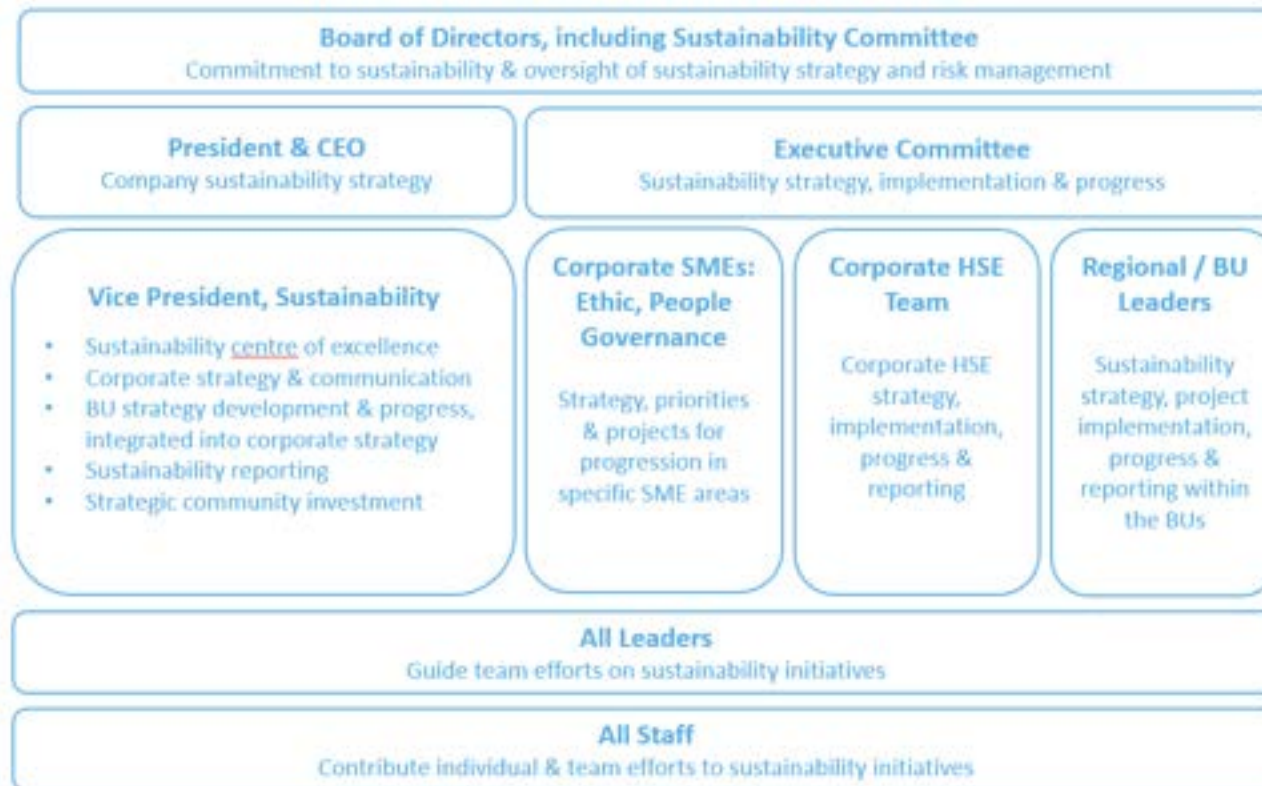 Board of Directors, including Sustainability Committee
Commitment to sustainability & oversight of sustainability strategy and risk management
President & CEO
Company sustainability strategy
Executive Committee
Sustainability strategy, implementation & progress
Vice President, Sustainability
• Sustainability centre of excellence
• Corporate strategy & communication
• BU strategy development & progress,
integrated into corporate strategy
• Sustainability reporting
• Strategic community investment
Corporate SMEs:
Ethic, People
Governance
Strategy, priorities
& projects for
progression in
specific SME areas
Corporate HSE
Team
Corporate HSE
strategy,
implementation,
progress &
reporting
Regional / BU
Leaders
Sustainability
strategy, project
implementation,
progress &
reporting within
the BUs
All Leaders
Guide team efforts on sustainability initiatives
All Staff
Contribute individual & team efforts to sustainability initiatives